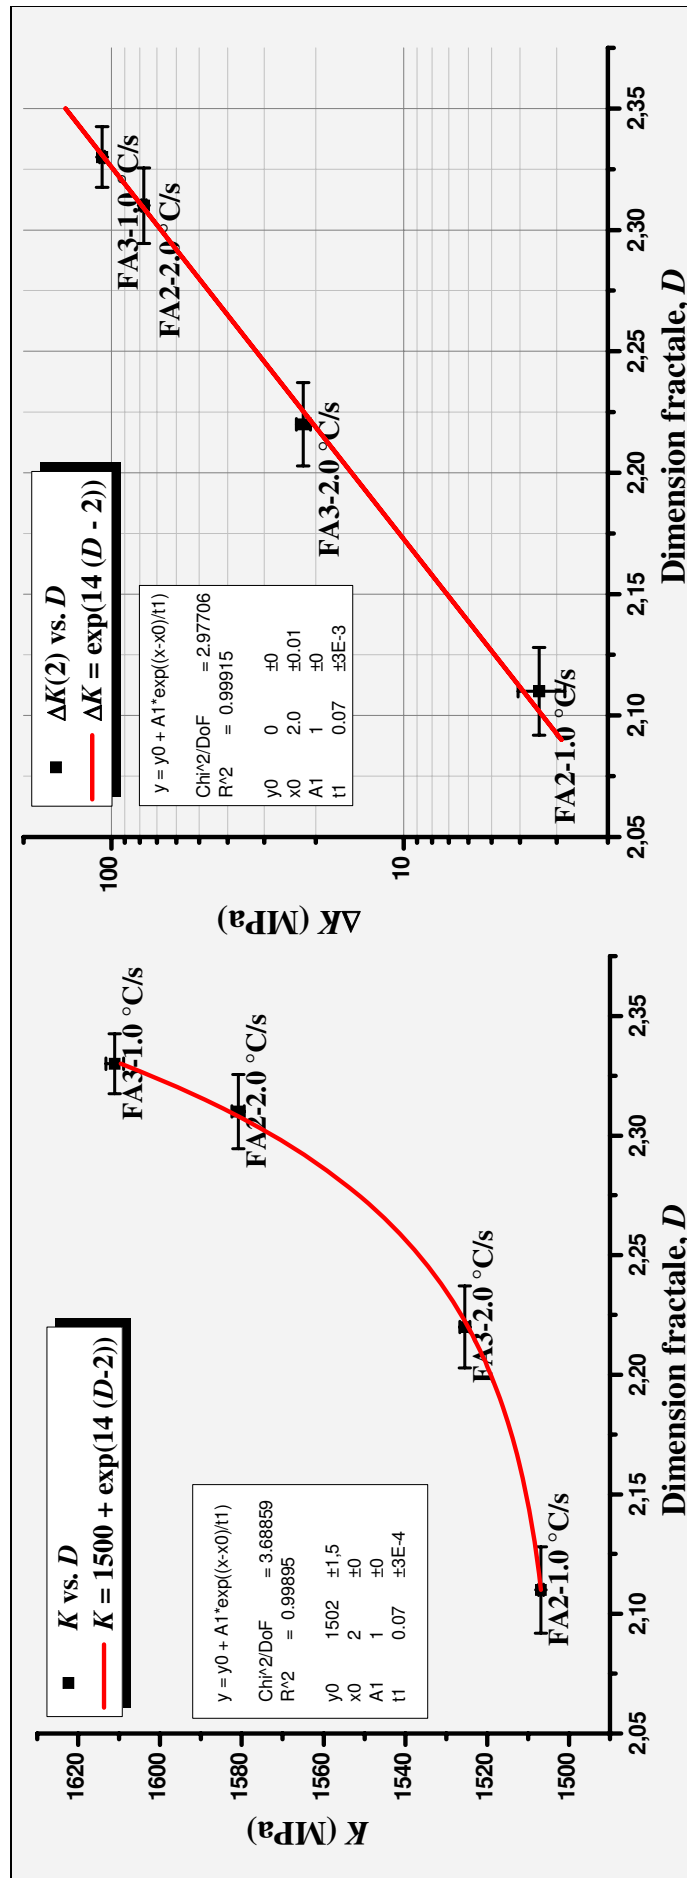 K vs. D
K = 1500 + exp(14 (D-2))
y = y0 + A1*exp((x-x0)/t1)
Chi^2/DoF = 3.68859
R^2 = 0.99895
y0 1502 ±1,5
x0 2 ±0
A1 1 ±0
t1 0.07 ±3E-4
FA3-1.0 °C/s
FA2-2.0 °C/s
FA3-2.0 °C/s
FA2-1.0 °C/s
K (MPa)
1620
1600
1580
1560
1540
1520
1500
2,05 2,10 2,15 2,20 2,25 2,30 2,35
Dimension fractale, D
ΔK(2) vs. D
ΔK = exp(14 (D - 2))
y = y0 + A1*exp((x-x0)/t1)
Chi^2/DoF = 2.97706
R^2 = 0.99915
y0 0 ±0
x0 2.0 ±0.01
A1 1 ±0
t1 0.07 ±3E-3
FA3-1.0 °C/s
FA2-2.0 °C/s
FA3-2.0 °C/s
FA2-1.0 °C/s
ΔK (MPa)
100
10
2,05 2,10 2,15 2,20 2,25 2,30 2,35
Dimension fractale, D